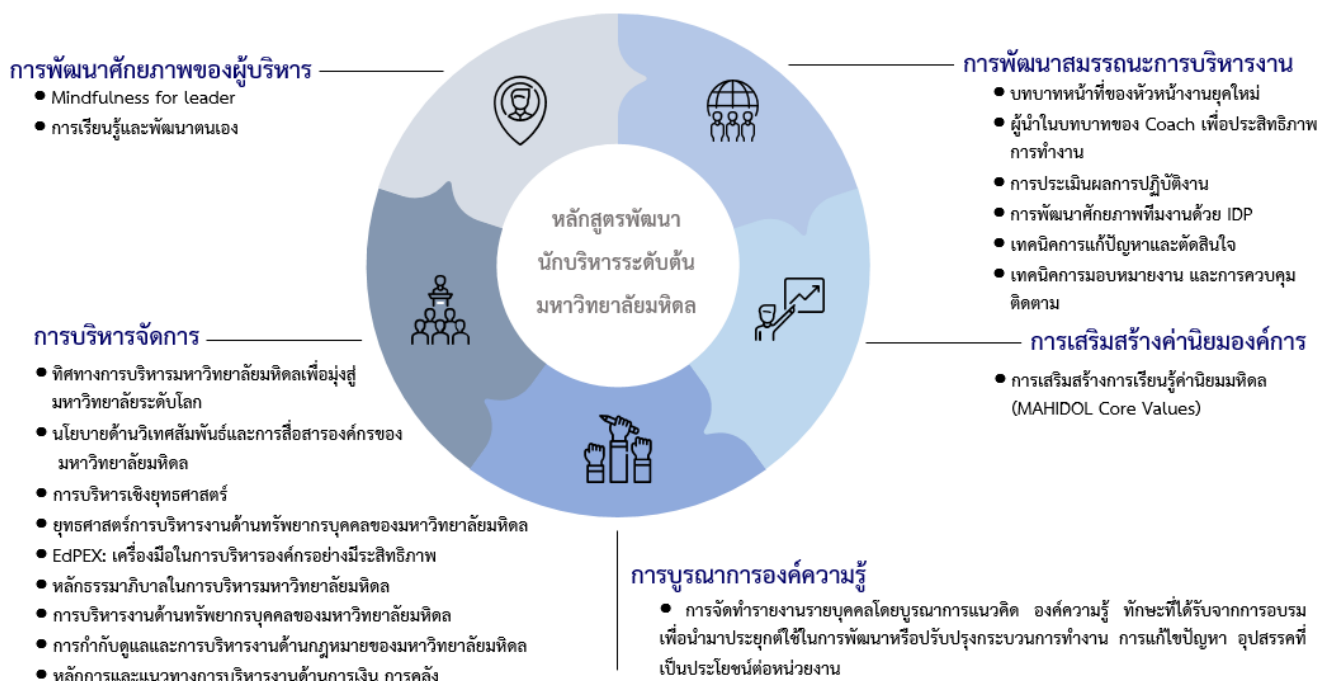 การพัฒนาศักยภาพของผู้บริหาร
● Mindfulness for leader
● การเรียนรู้และพัฒนาตนเอง
การพัฒนาสมรรถนะการบริหารงาน
● บทบาทหน้าที่ของหัวหน้างานยุคใหม่
● ผู้นำในบทบาทของ Coach เพื่อประสิทธิภาพ
การทำงาน
● การประเมินผลการปฏิบัติงาน
● การพัฒนาศักยภาพทีมงานด้วย IDP
● เทคนิคการแก้ปัญหาและตัดสินใจ
● เทคนิคการมอบหมายงาน และการควบคุม
ติดตาม
หลักสูตรพัฒนา
นักบริหารระดับต้น
มหาวิทยาลัยมหิดล
การบริหารจัดการ
● ทิศทางการบริหารมหาวิทยาลัยมหิดลเพื่อมุ่งสู่
มหาวิทยาลัยระดับโลก
● นโยบายด้านวิเทศสัมพันธ์และการสื่อสารองค์กรของ
มหาวิทยาลัยมหิดล
● การบริหารเชิงยุทธศาสตร์
● ยุทธศาสตร์การบริหารงานด้านทรัพยากรบุคคลของมหาวิทยาลัยมหิดล
● EdPEX: เครื่องมือในการบริหารองค์กรอย่างมีระสิทธิภาพ
● หลักธรรมาภิบาลในการบริหารมหาวิทยาลัยมหิดล
● การบริหารงานด้านทรัพยากรบุคคลของมหาวิทยาลัยมหิดล
● การกำกับดูแลและการบริหารงานด้านกฎหมายของมหาวิทยาลัยมหิดล
● หลักการและแนวทางการบริหารงานด้านการเงิน การคลัง
การเสริมสร้างค่านิยมองค์การ
● การเสริมสร้างการเรียนรู้ค่านิยมมหิดล
(MAHIDOL Core Values)
การบูรณาการองค์ความรู้
● การจัดทำรายงานรายบุคคลโดยบูรณาการแนวคิด องค์ความรู้ ทักษะที่ได้รับจากการอบรม
เพื่อนำมาประยุกต์ใช้ในการพัฒนาหรือปรับปรุงกระบวนการทำงาน การแก้ไขปัญหา อุปสรรคที่
เป็นประโยชน์ต่อหน่วยงาน